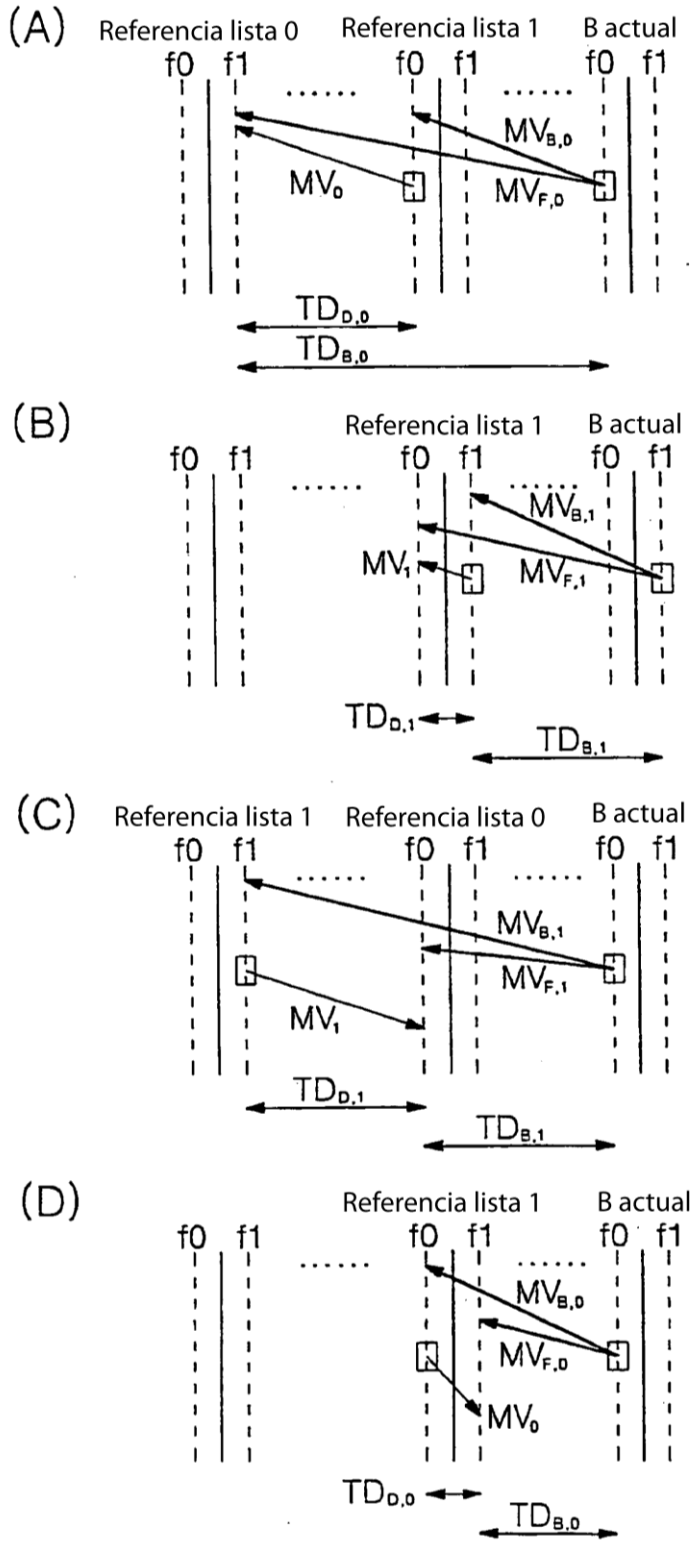 (A)
Referencia lista 0 Referencia lista 1 B actual
f0 f1 ...... f0 f1 ...... f0 f1
MV_B,0
MV_0 MV_F,0
TD_D,0
TD_B,0
(B)
Referencia lista 1 B actual
f0 f1 ...... f0 f1 ...... f0 f1
MV_B,1
MV_1 MV_F,1
TD_D,1
TD_B,1
(C)
Referencia lista 1 Referencia lista 0 B actual
f0 f1 ...... f0 f1 ...... f0 f1
MV_B,1
MV_F,1
MV_1
TD_D,1
TD_B,1
(D)
Referencia lista 1 B actual
f0 f1 ...... f0 f1 ...... f0 f1
MV_B,0
MV_F,0
MV_0
TD_D,0
TD_B,0